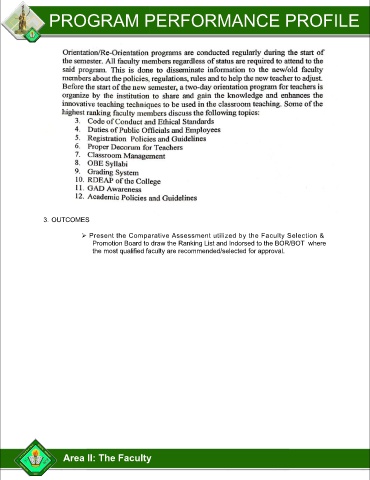 PROGRAM PERFORMANCE PROFILE
Orientation/Re-Orientation programs are conducted regularly during the start of
the semester. All faculty members regardless of status are required to attend to the
said program. This is done to disseminate information to the new/old faculty
members about the policies, regulations, rules and to help the new teacher to adjust.
Before the start of the new semester, a two-day orientation program for teachers is
organize by the institution to share and gain the knowledge and enhances the
innovative teaching techniques to be used in the classroom teaching. Some of the
highest ranking faculty members discuss the following topics:
3. Code of Conduct and Ethical Standards
4. Duties of Public Officials and Employees
5. Registration Policies and Guidelines
6. Proper Decorum for Teachers
7. Classroom Management
8. OBE Syllabi
9. Grading System
10. RDEAP of the College
11. GAD Awareness
12. Academic Policies and Guidelines
3. OUTCOMES
➢ Present the Comparative Assessment utilized by the Faculty Selection &
Promotion Board to draw the Ranking List and Indorsed to the BOR/BOT where
the most qualified faculty are recommended/selected for approval.
Area II: The Faculty